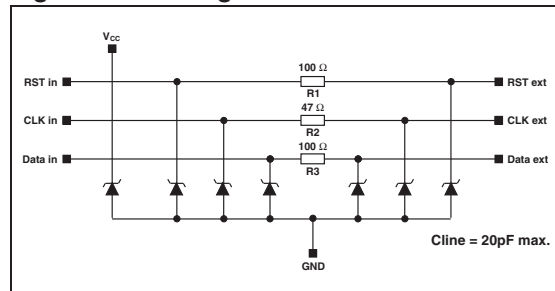 V_CC
100 Ω
RST in
RST ext
R1
47 Ω
CLK in
CLK ext
R2
100 Ω
Data in
Data ext
R3
Cline = 20pF max.
GND